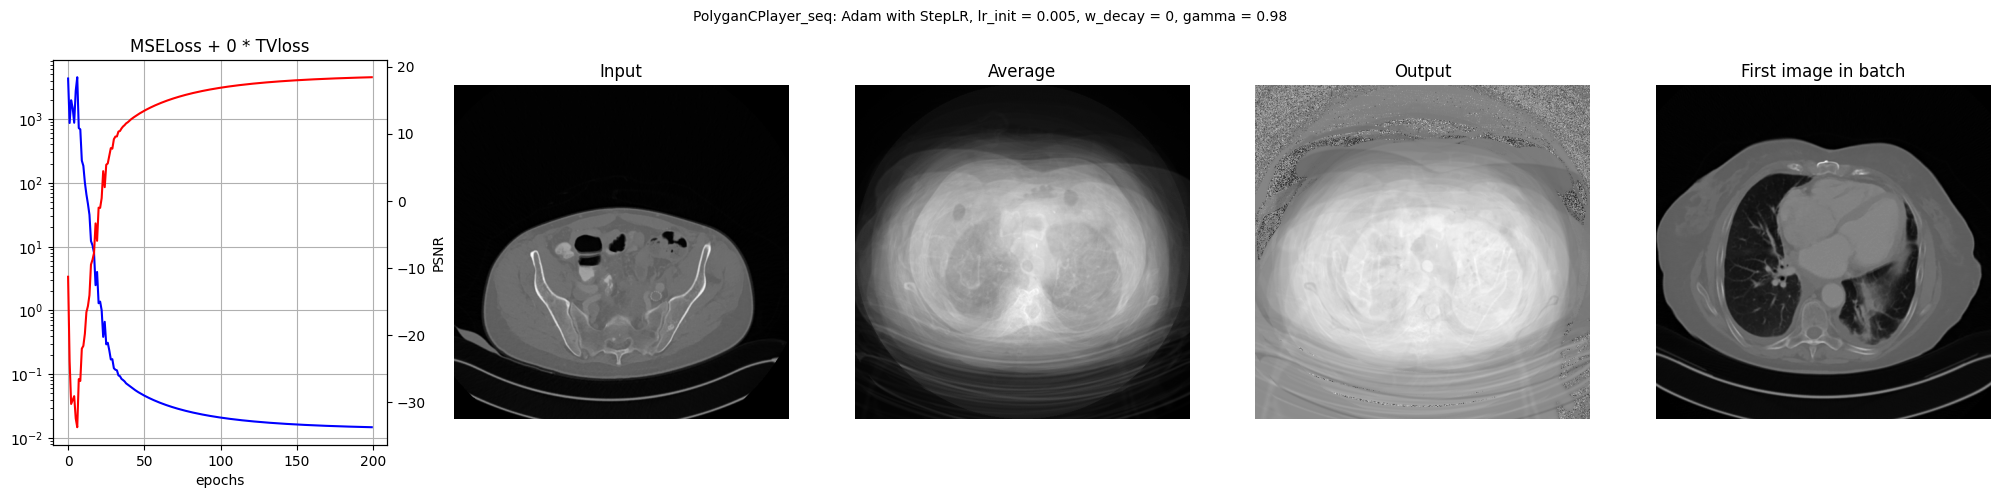 PolyganCPlayer_seq: Adam with StepLR, lr_init = 0.005, w_decay = 0, gamma = 0.98
MSELoss + 0 * TVloss
Input
Average
Output
First image in batch
10³
10²
10¹
10⁰
10⁻¹
10⁻²
20
10
0
−10
−20
−30
PSNR
0
50
100
150
200
epochs